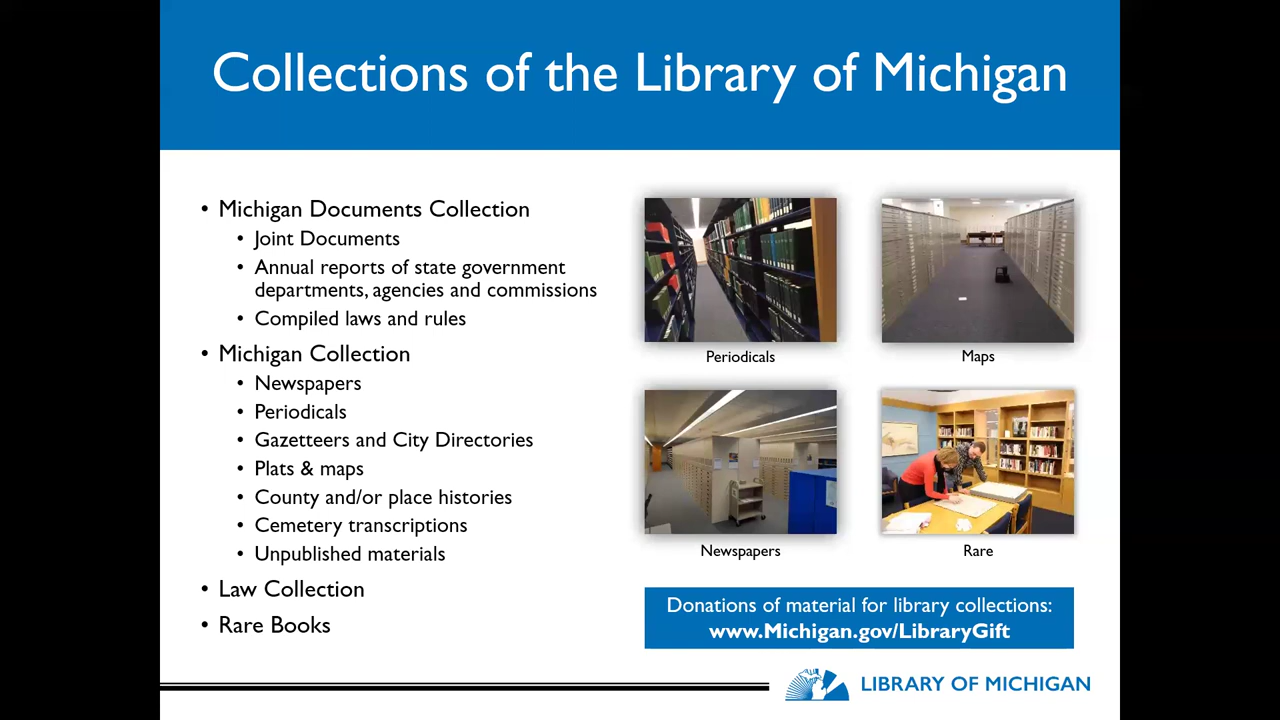 Collections of the Library of Michigan
• Michigan Documents Collection
• Joint Documents
• Annual reports of state government
departments, agencies and commissions
• Compiled laws and rules
• Michigan Collection
• Newspapers
• Periodicals
• Gazetteers and City Directories
• Plats & maps
• County and/or place histories
• Cemetery transcriptions
• Unpublished materials
• Law Collection
• Rare Books
Periodicals
Maps
Newspapers
Rare
Donations of material for library collections:
www.Michigan.gov/LibraryGift
LIBRARY OF MICHIGAN